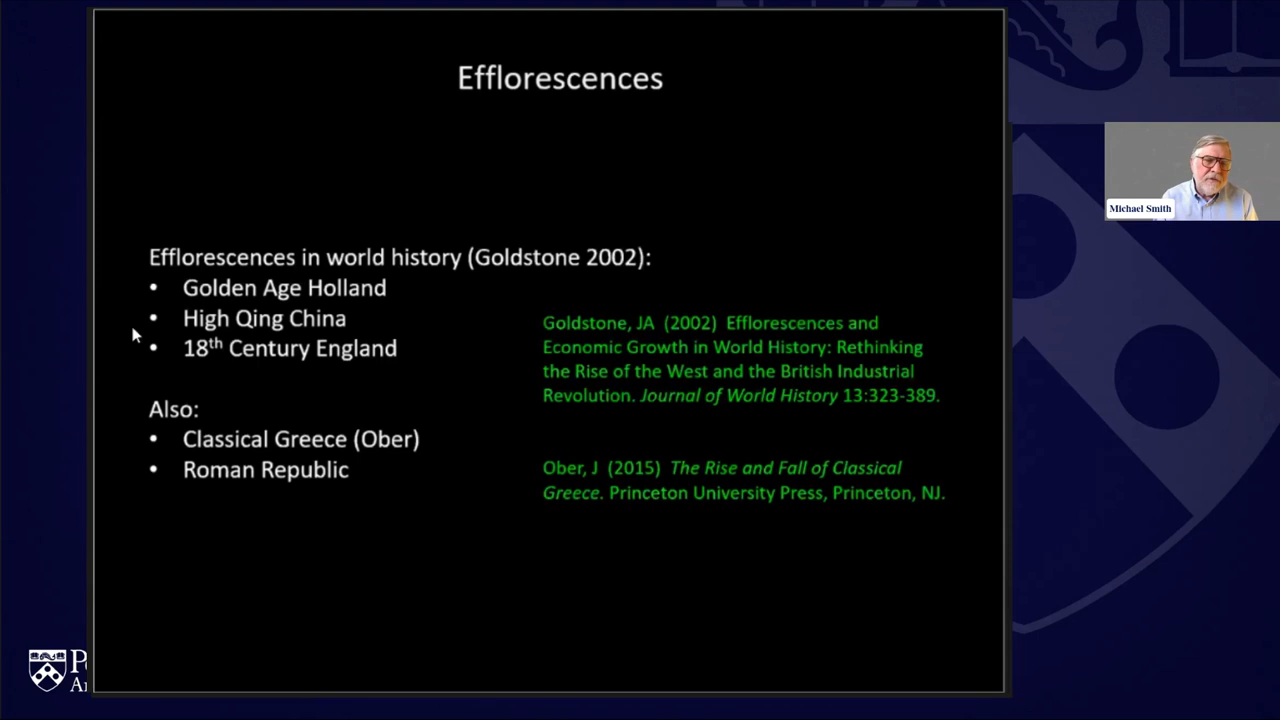 Efflorescences
Efflorescences in world history (Goldstone 2002):
• Golden Age Holland
• High Qing China
• 18th Century England
Also:
• Classical Greece (Ober)
• Roman Republic
Goldstone, JA (2002) Efflorescences and
Economic Growth in World History: Rethinking
the Rise of the West and the British Industrial
Revolution. Journal of World History 13:323-389.
Ober, J (2015) The Rise and Fall of Classical
Greece. Princeton University Press, Princeton, NJ.
Michael Smith